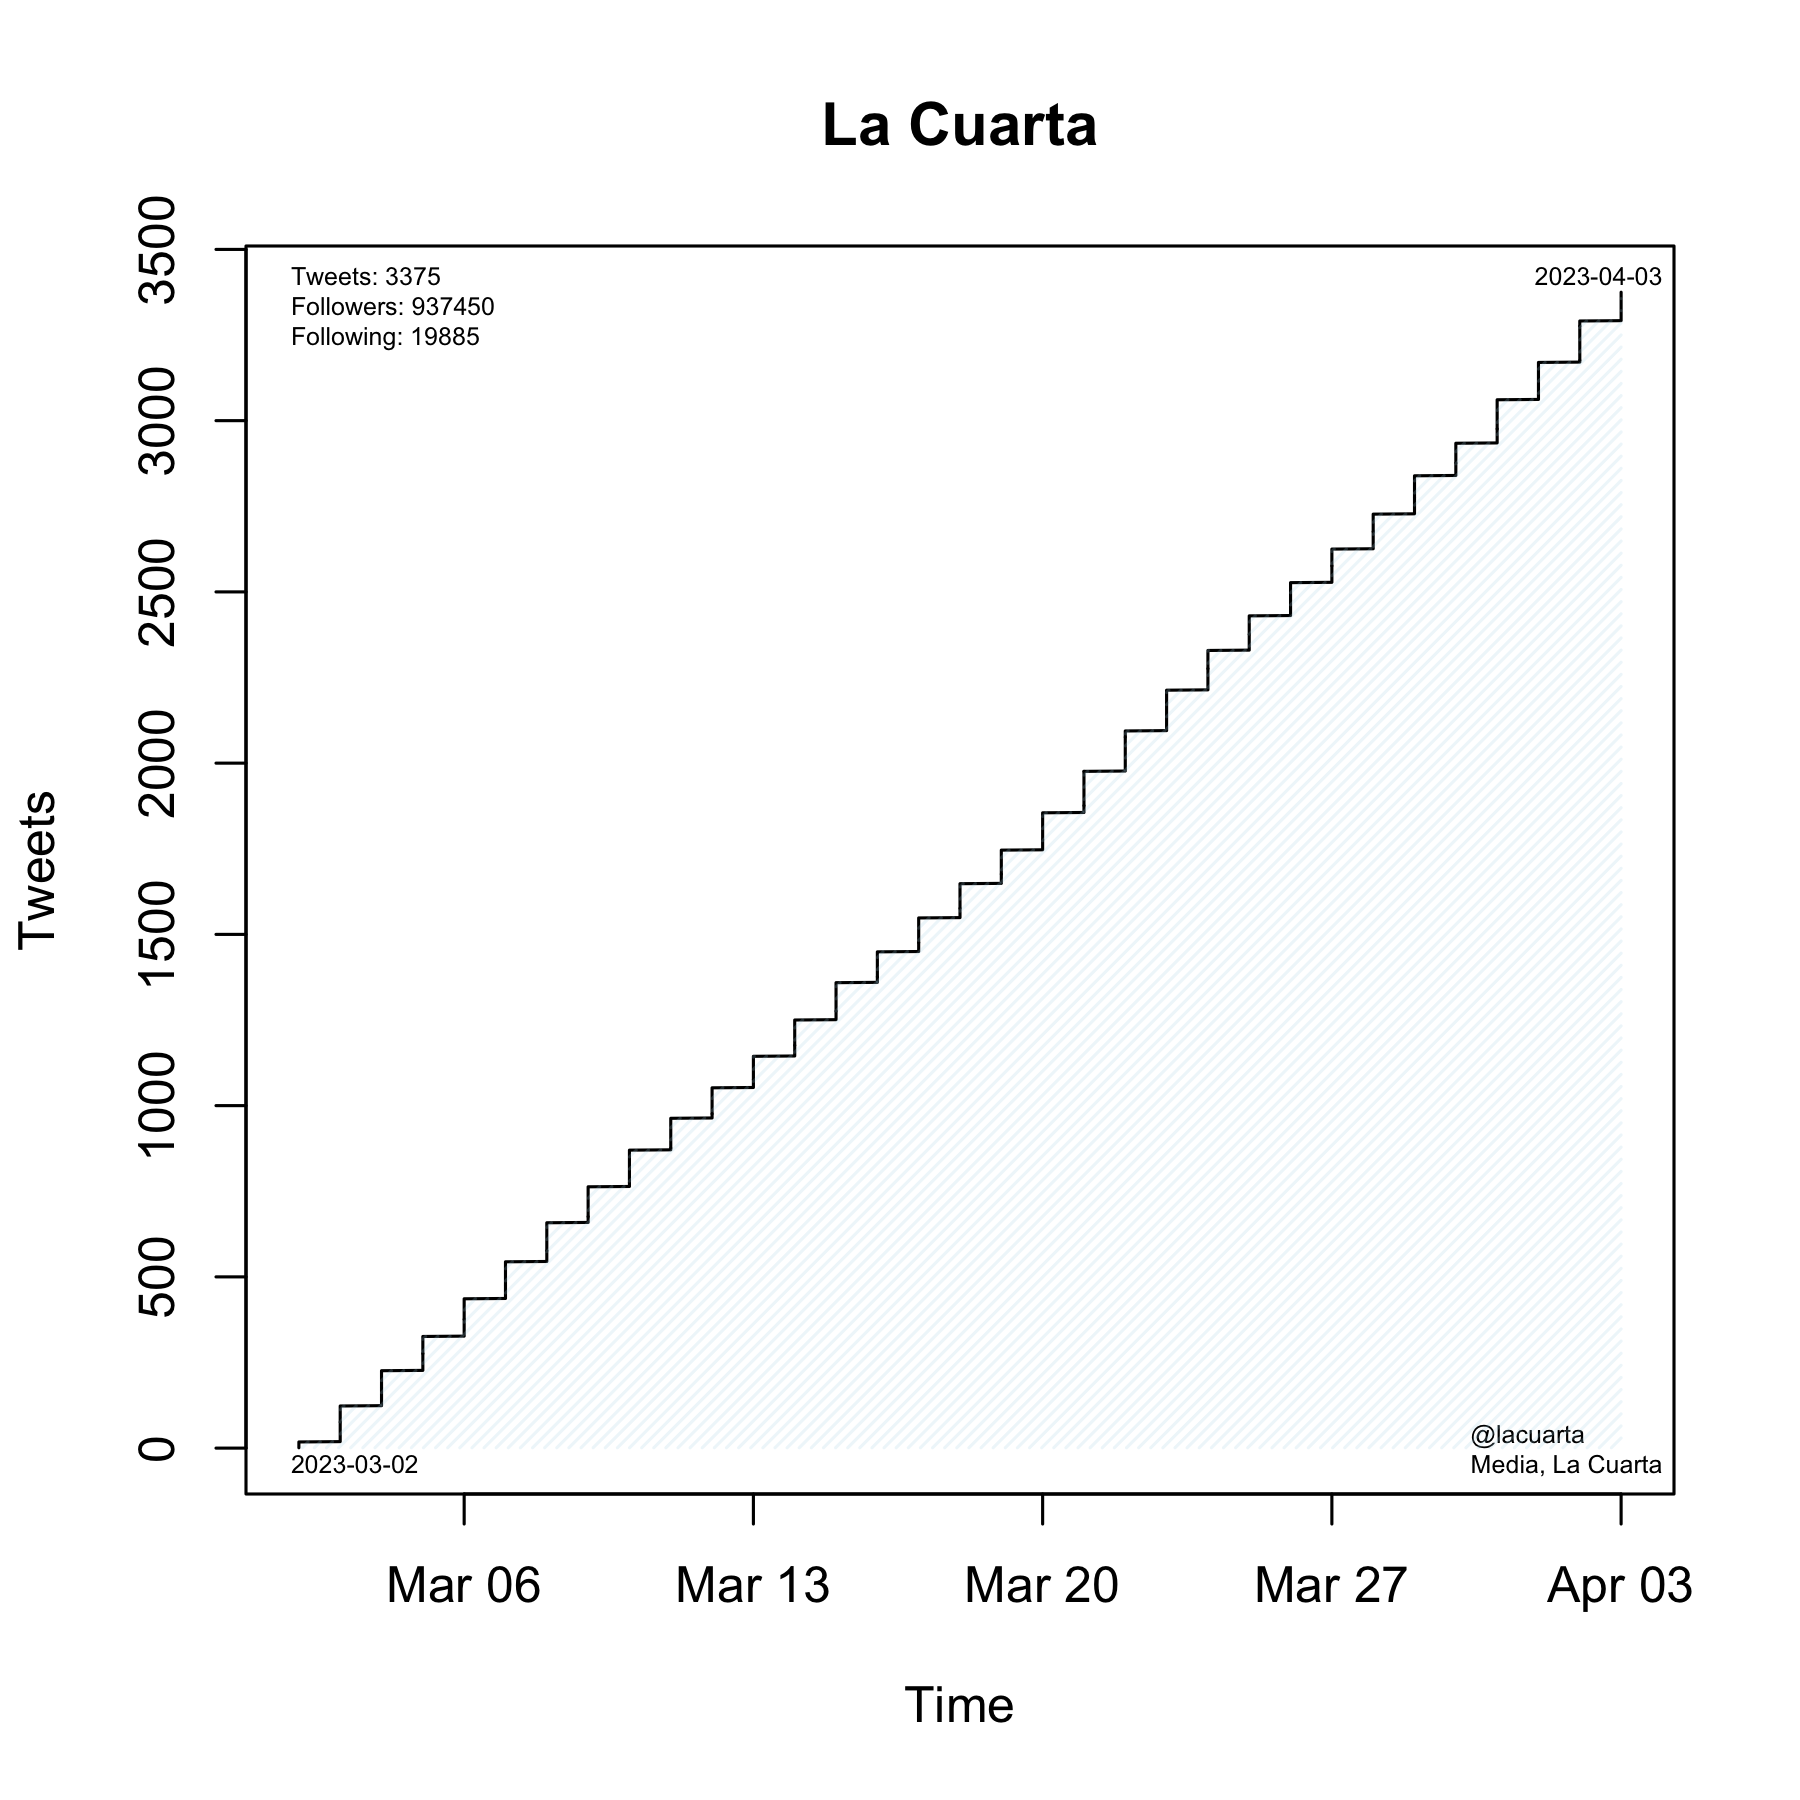 La Cuarta
Tweets: 3375
Followers: 937450
Following: 19885
2023-04-03
3500
3000
2500
2000
1500
1000
500
0
Tweets
@lacuarta
Media, La Cuarta
2023-03-02
Mar 06
Mar 13
Mar 20
Mar 27
Apr 03
Time